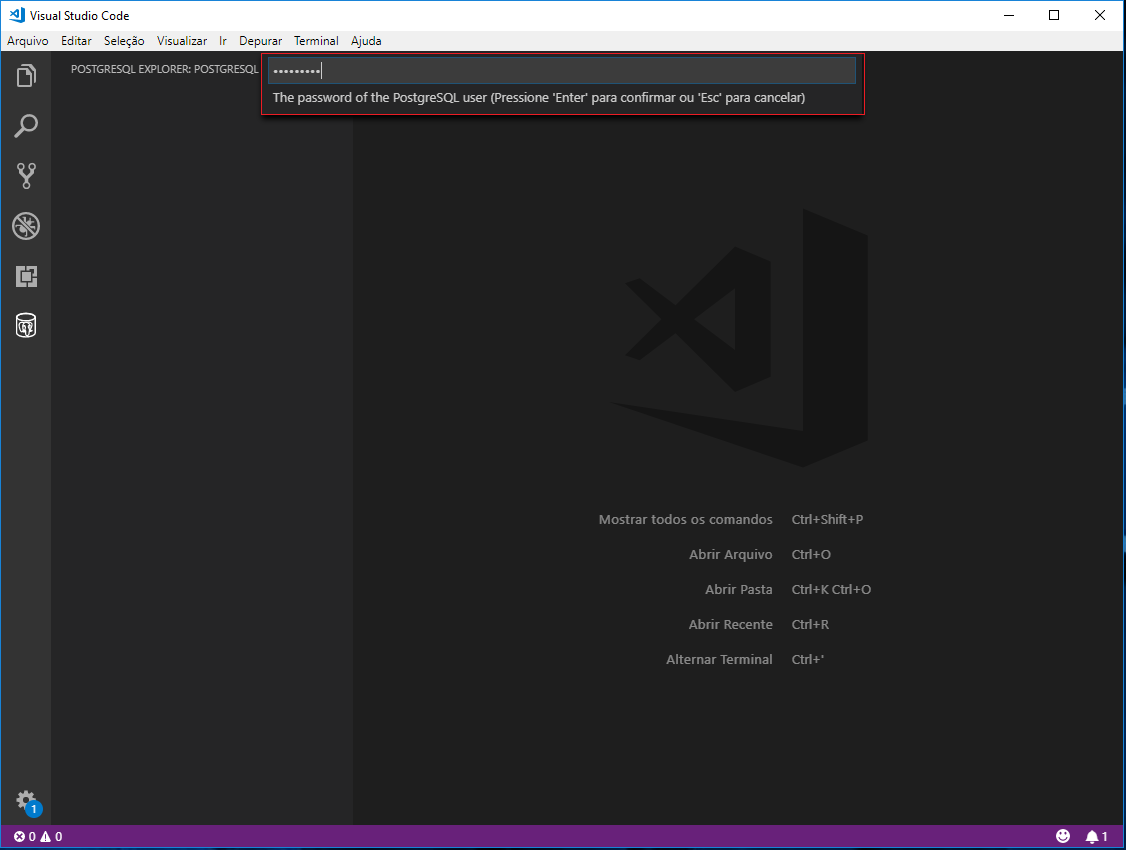 Visual Studio Code
Arquivo Editar Seleção Visualizar Ir Depurar Terminal Ajuda
POSTGRESQL EXPLORER: POSTGRESQL
•••••••••
The password of the PostgreSQL user (Pressione 'Enter' para confirmar ou 'Esc' para cancelar)
Mostrar todos os comandos Ctrl+Shift+P
Abrir Arquivo Ctrl+O
Abrir Pasta Ctrl+K Ctrl+O
Abrir Recente Ctrl+R
Alternar Terminal Ctrl+'
1
0 0 1